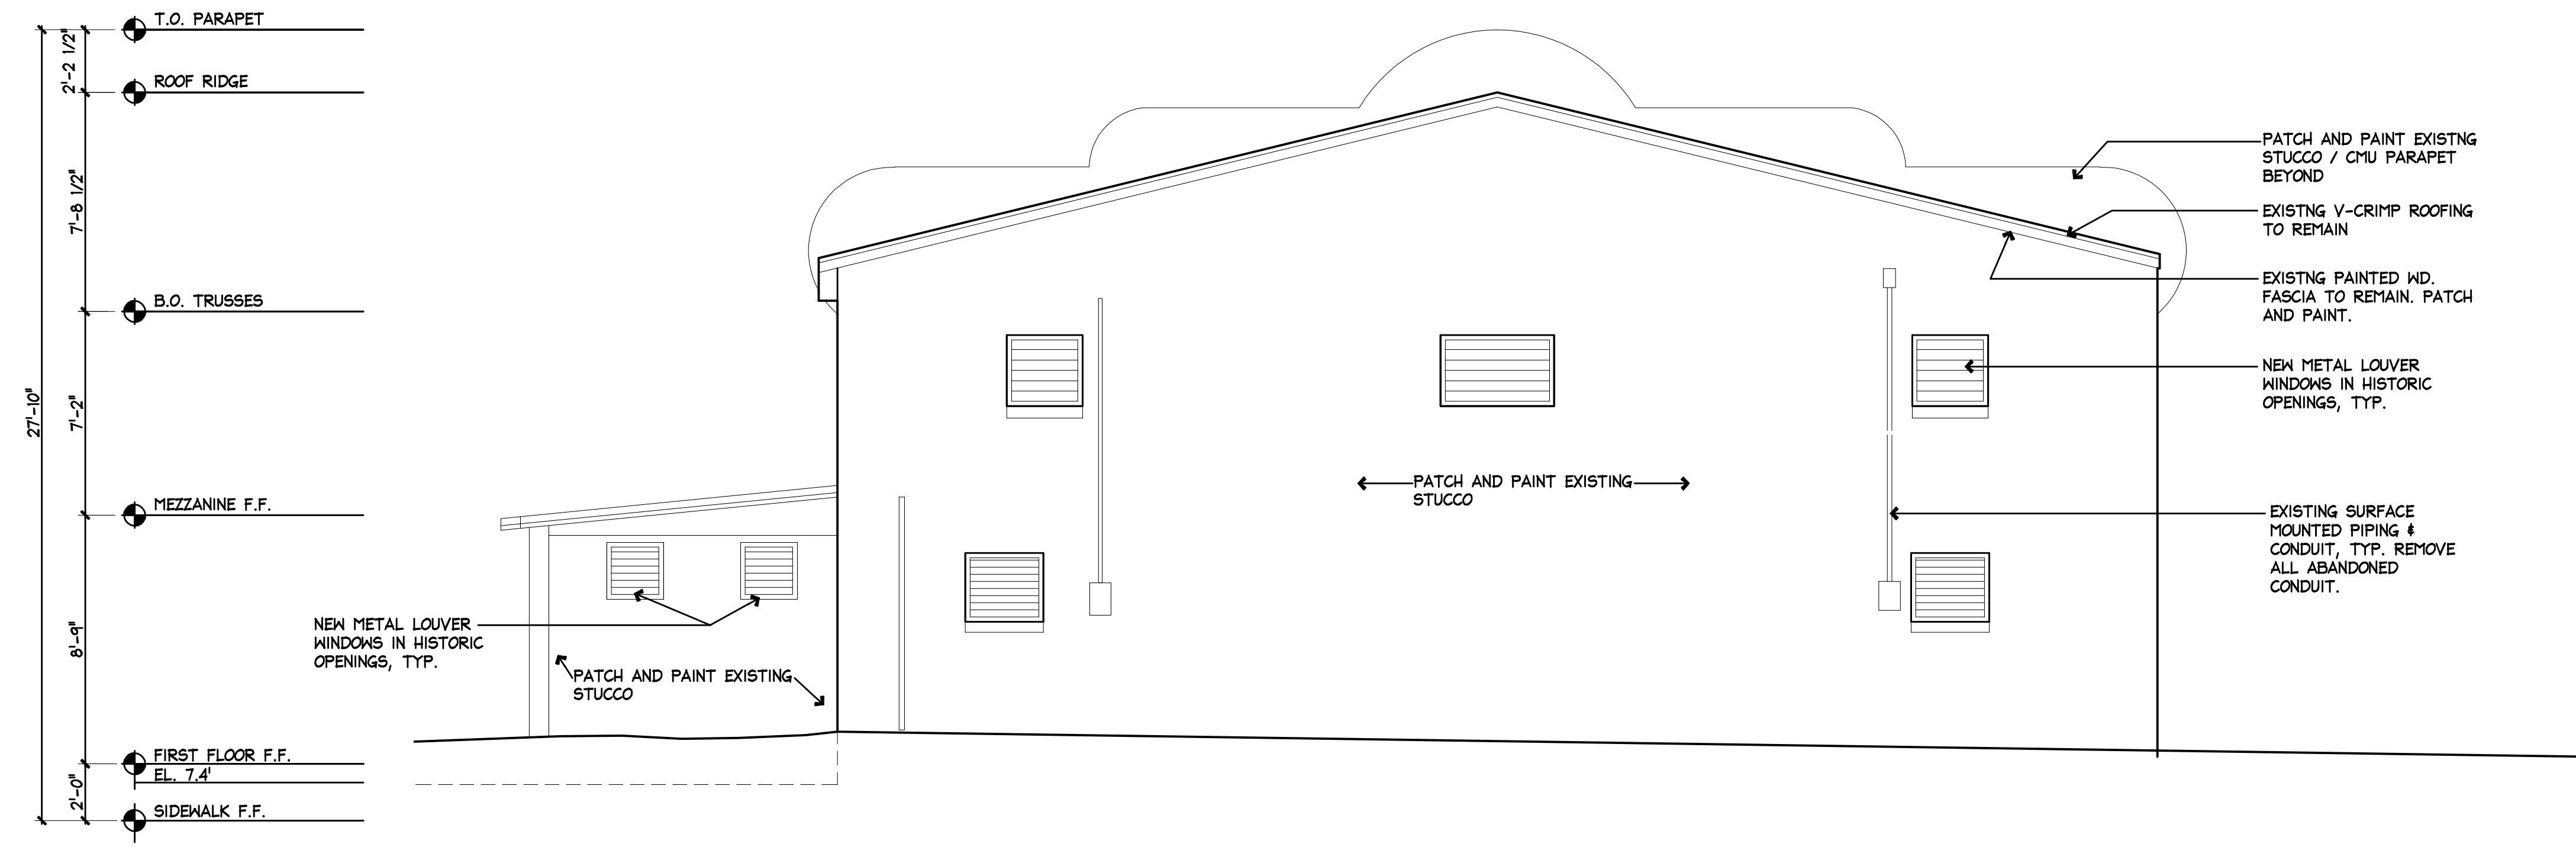 T.O. PARAPET
2'-2 1/2"
ROOF RIDGE
7'-8 1/2"
B.O. TRUSSES
27'-10"
7'-2"
MEZZANINE F.F.
8'-9"
FIRST FLOOR F.F.
EL. 7.4'
2'-0"
SIDEWALK F.F.
NEW METAL LOUVER
WINDOWS IN HISTORIC
OPENINGS, TYP.
PATCH AND PAINT EXISTING
STUCCO
PATCH AND PAINT EXISTING
STUCCO
PATCH AND PAINT EXISTNG
STUCCO / CMU PARAPET
BEYOND
EXISTNG V-CRIMP ROOFING
TO REMAIN
EXISTNG PAINTED WD.
FASCIA TO REMAIN. PATCH
AND PAINT.
NEW METAL LOUVER
WINDOWS IN HISTORIC
OPENINGS, TYP.
EXISTING SURFACE
MOUNTED PIPING &
CONDUIT, TYP. REMOVE
ALL ABANDONED
CONDUIT.